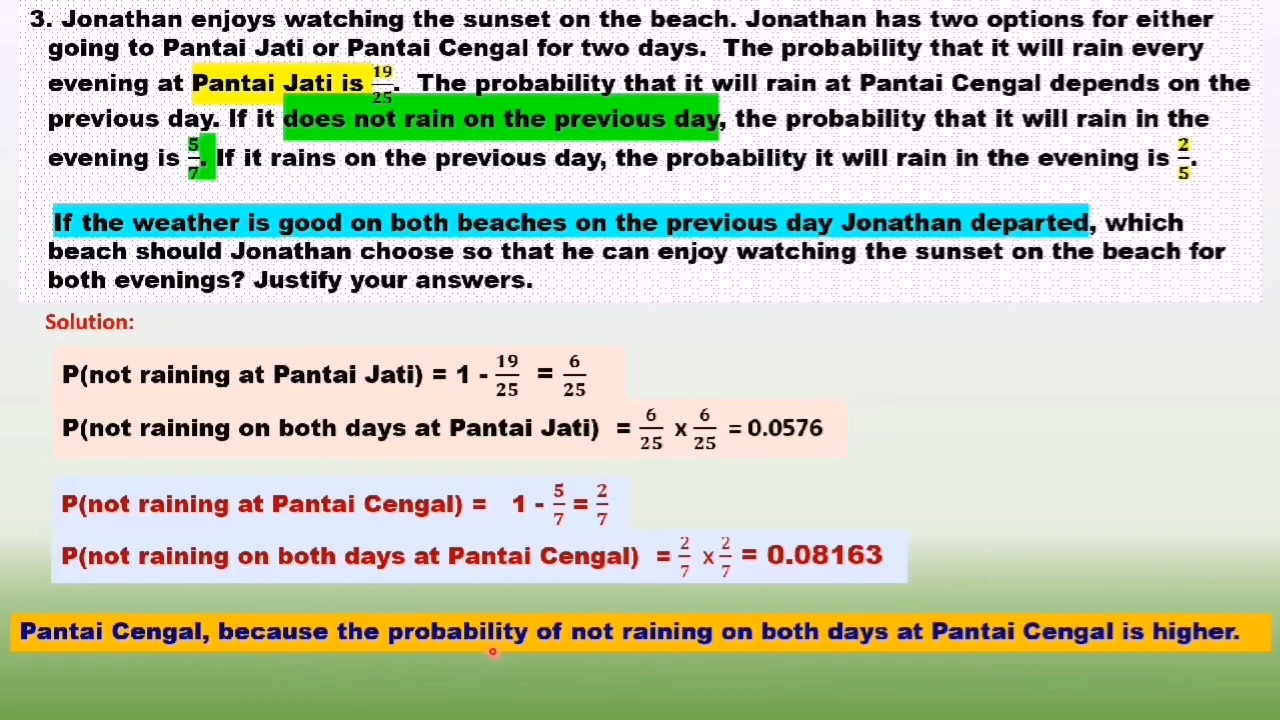 3. Jonathan enjoys watching the sunset on the beach. Jonathan has two options for either
going to Pantai Jati or Pantai Cengal for two days. The probability that it will rain every
evening at Pantai Jati is 19/25. The probability that it will rain at Pantai Cengal depends on the
previous day. If it does not rain on the previous day, the probability that it will rain in the
evening is 5/7. If it rains on the previous day, the probability it will rain in the evening is 2/5.
If the weather is good on both beaches on the previous day Jonathan departed, which
beach should Jonathan choose so that he can enjoy watching the sunset on the beach for
both evenings? Justify your answers.
Solution:
P(not raining at Pantai Jati) = 1 - 19/25 = 6/25
P(not raining on both days at Pantai Jati) = 6/25 x 6/25 = 0.0576
P(not raining at Pantai Cengal) = 1 - 5/7 = 2/7
P(not raining on both days at Pantai Cengal) = 2/7 x 2/7 = 0.08163
Pantai Cengal, because the probability of not raining on both days at Pantai Cengal is higher.